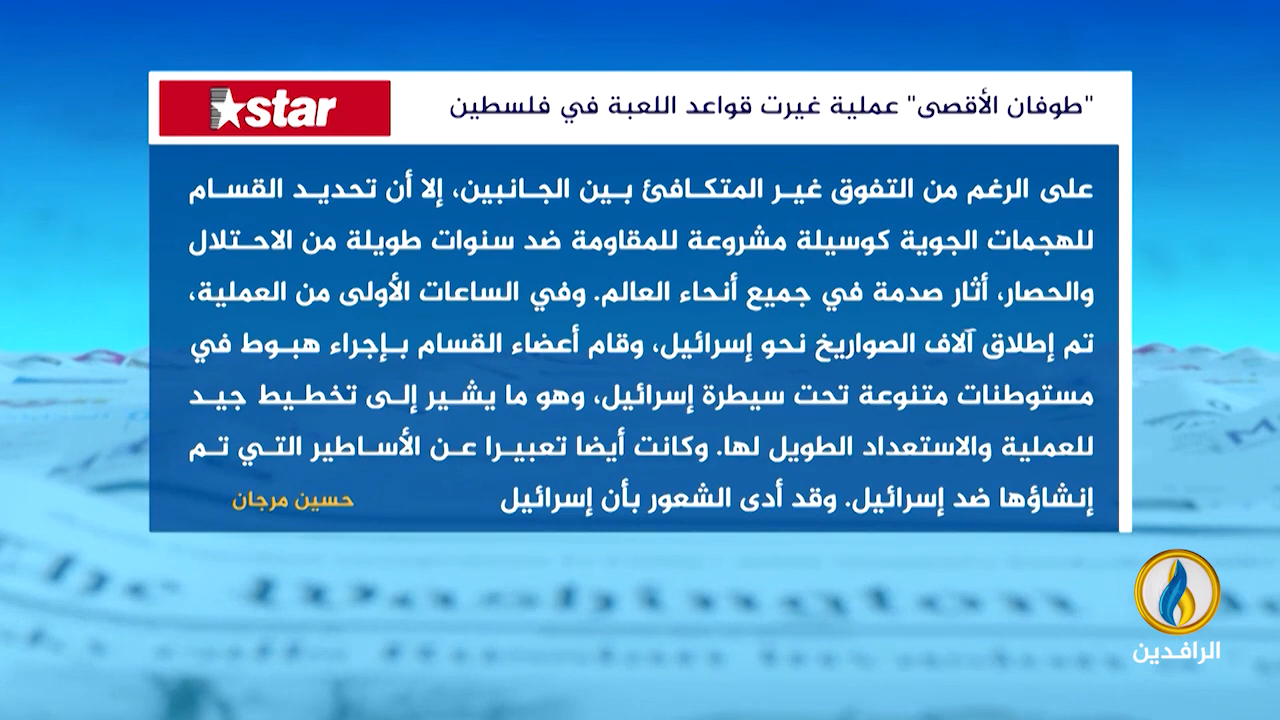 star
"طوفان الأقصى" عملية غيرت قواعد اللعبة في فلسطين
على الرغم من التفوق غير المتكافئ بين الجانبين، إلا أن تحديد القسام
للهجمات الجوية كوسيلة مشروعة للمقاومة ضد سنوات طويلة من الاحتلال
والحصار، أثار صدمة في جميع أنحاء العالم. وفي الساعات الأولى من العملية،
تم إطلاق آلاف الصواريخ نحو إسرائيل، وقام أعضاء القسام بإجراء هبوط في
مستوطنات متنوعة تحت سيطرة إسرائيل، وهو ما يشير إلى تخطيط جيد
للعملية والاستعداد الطويل لها. وكانت أيضا تعبيرا عن الأساطير التي تم
إنشاؤها ضد إسرائيل. وقد أدى الشعور بأن إسرائيل
حسين مرجان
الرافدين